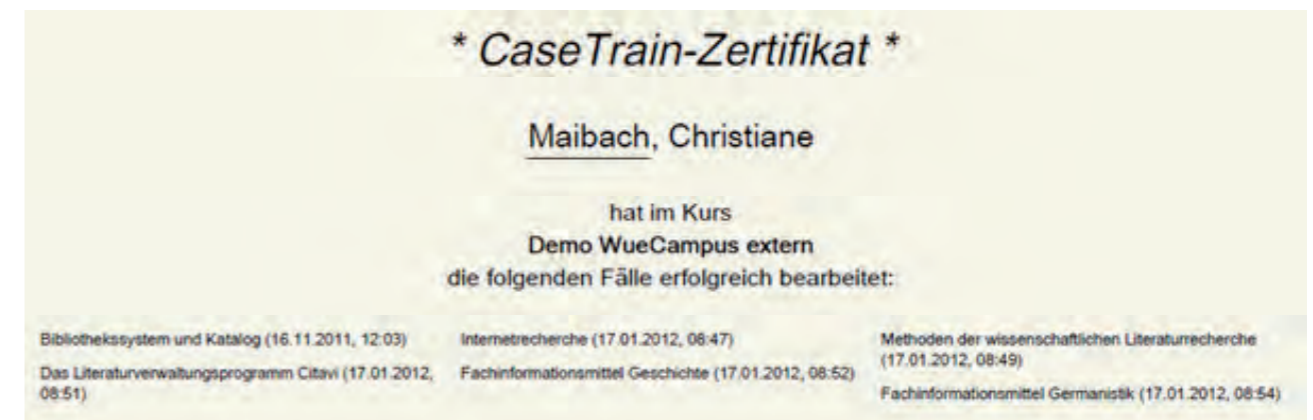 * CaseTrain-Zertifikat *
Maibach, Christiane
hat im Kurs
Demo WueCampus extern
die folgenden Fälle erfolgreich bearbeitet:
Bibliothekssystem und Katalog (16.11.2011, 12:03)
Das Literaturverwaltungsprogramm Citavi (17.01.2012,
08:51)
Internetrecherche (17.01.2012, 08:47)
Fachinformationsmittel Geschichte (17.01.2012, 08:52)
Methoden der wissenschaftlichen Literaturrecherche
(17.01.2012, 08:49)
Fachinformationsmittel Germanistik (17.01.2012, 08:54)